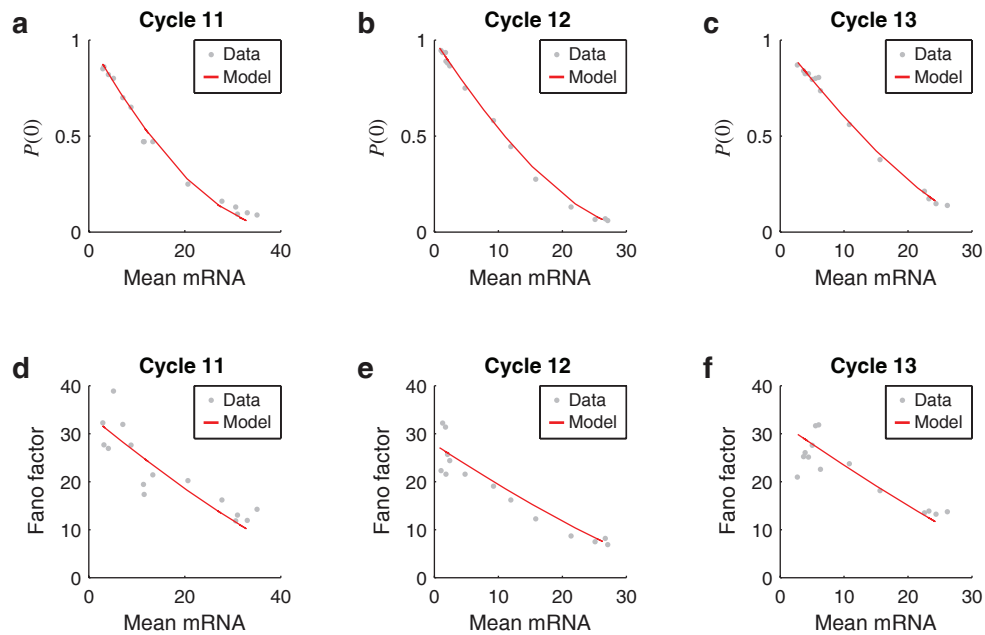 a
Cycle 11
1
0.5
0
P(0)
Data
Model
0 20 40
Mean mRNA
b
Cycle 12
1
0.5
0
P(0)
Data
Model
0 10 20 30
Mean mRNA
c
Cycle 13
1
0.5
0
P(0)
Data
Model
0 10 20 30
Mean mRNA
d
Cycle 11
40
30
20
10
0
Fano factor
Data
Model
0 20 40
Mean mRNA
e
Cycle 12
40
30
20
10
0
Fano factor
Data
Model
0 10 20 30
Mean mRNA
f
Cycle 13
40
30
20
10
0
Fano factor
Data
Model
0 10 20 30
Mean mRNA